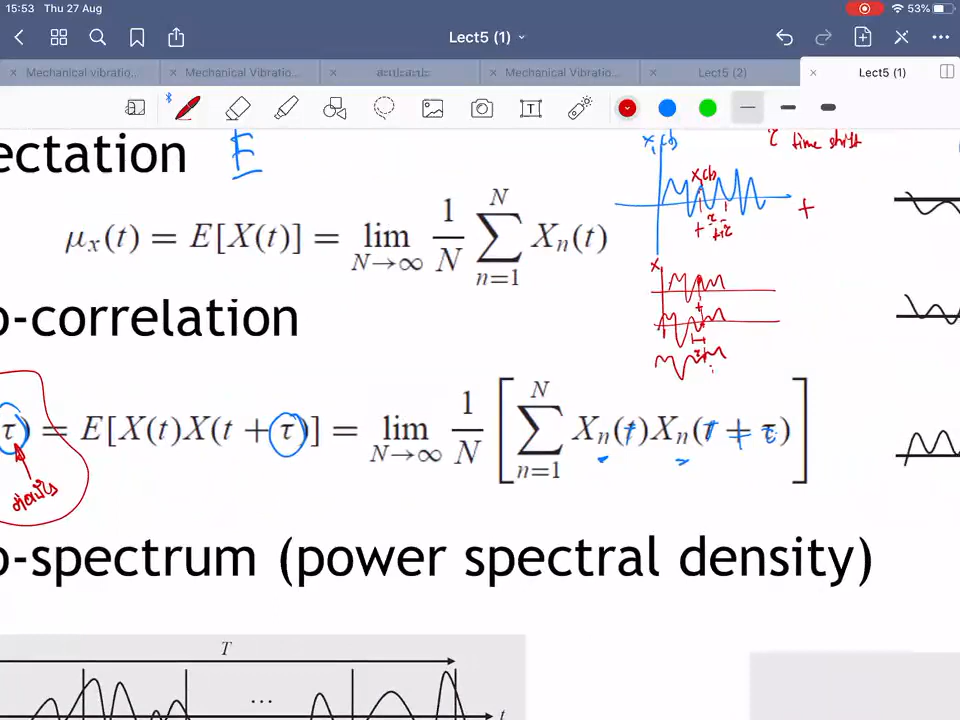 15:53 Thu 27 Aug
53%
Lect5 (1)
Mechanical vibratio...
Mechanical Vibratio...
Mechanical Vibratio...
Lect5 (2)
Lect5 (1)
ectation E
τ time shift
μx(t) = E[X(t)] = lim N→∞ 1/N ∑ n=1 N Xn(t)
o-correlation
τ) = E[X(t)X(t + τ)] = lim N→∞ 1/N [∑ n=1 N Xn(t)Xn(t + τ)]
o-spectrum (power spectral density)
T
...
t